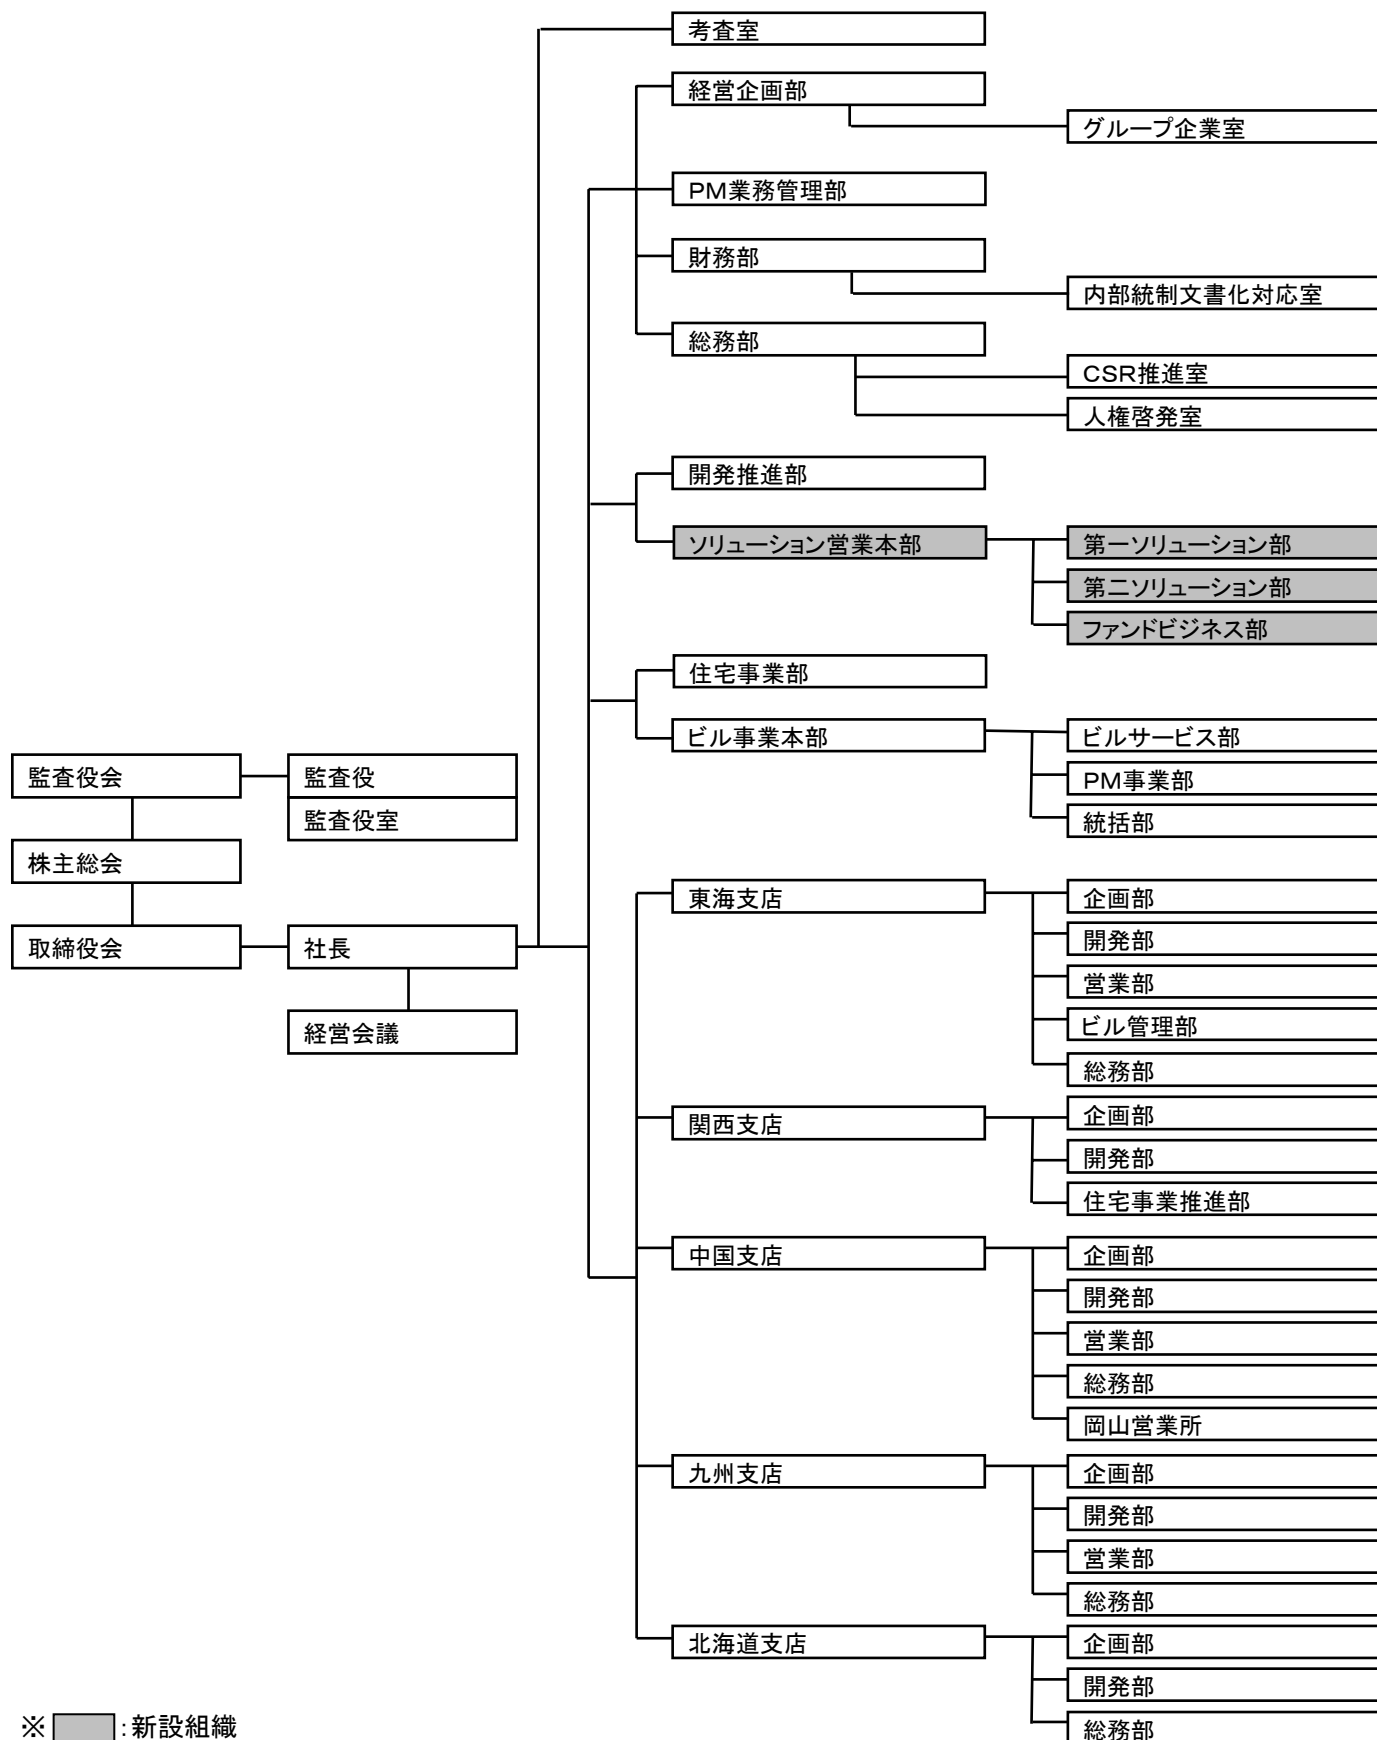 考査室
経営企画部
グループ企業室
PM業務管理部
財務部
内部統制文書化対応室
総務部
CSR推進室
人権啓発室
開発推進部
ソリューション営業本部
第一ソリューション部
第二ソリューション部
ファンドビジネス部
住宅事業部
ビル事業本部
ビルサービス部
PM事業部
統括部
監査役会
監査役
監査役室
株主総会
取締役会
社長
経営会議
東海支店
企画部
開発部
営業部
ビル管理部
総務部
関西支店
企画部
開発部
住宅事業推進部
中国支店
企画部
開発部
営業部
総務部
岡山営業所
九州支店
企画部
開発部
営業部
総務部
北海道支店
企画部
開発部
総務部
※ :新設組織